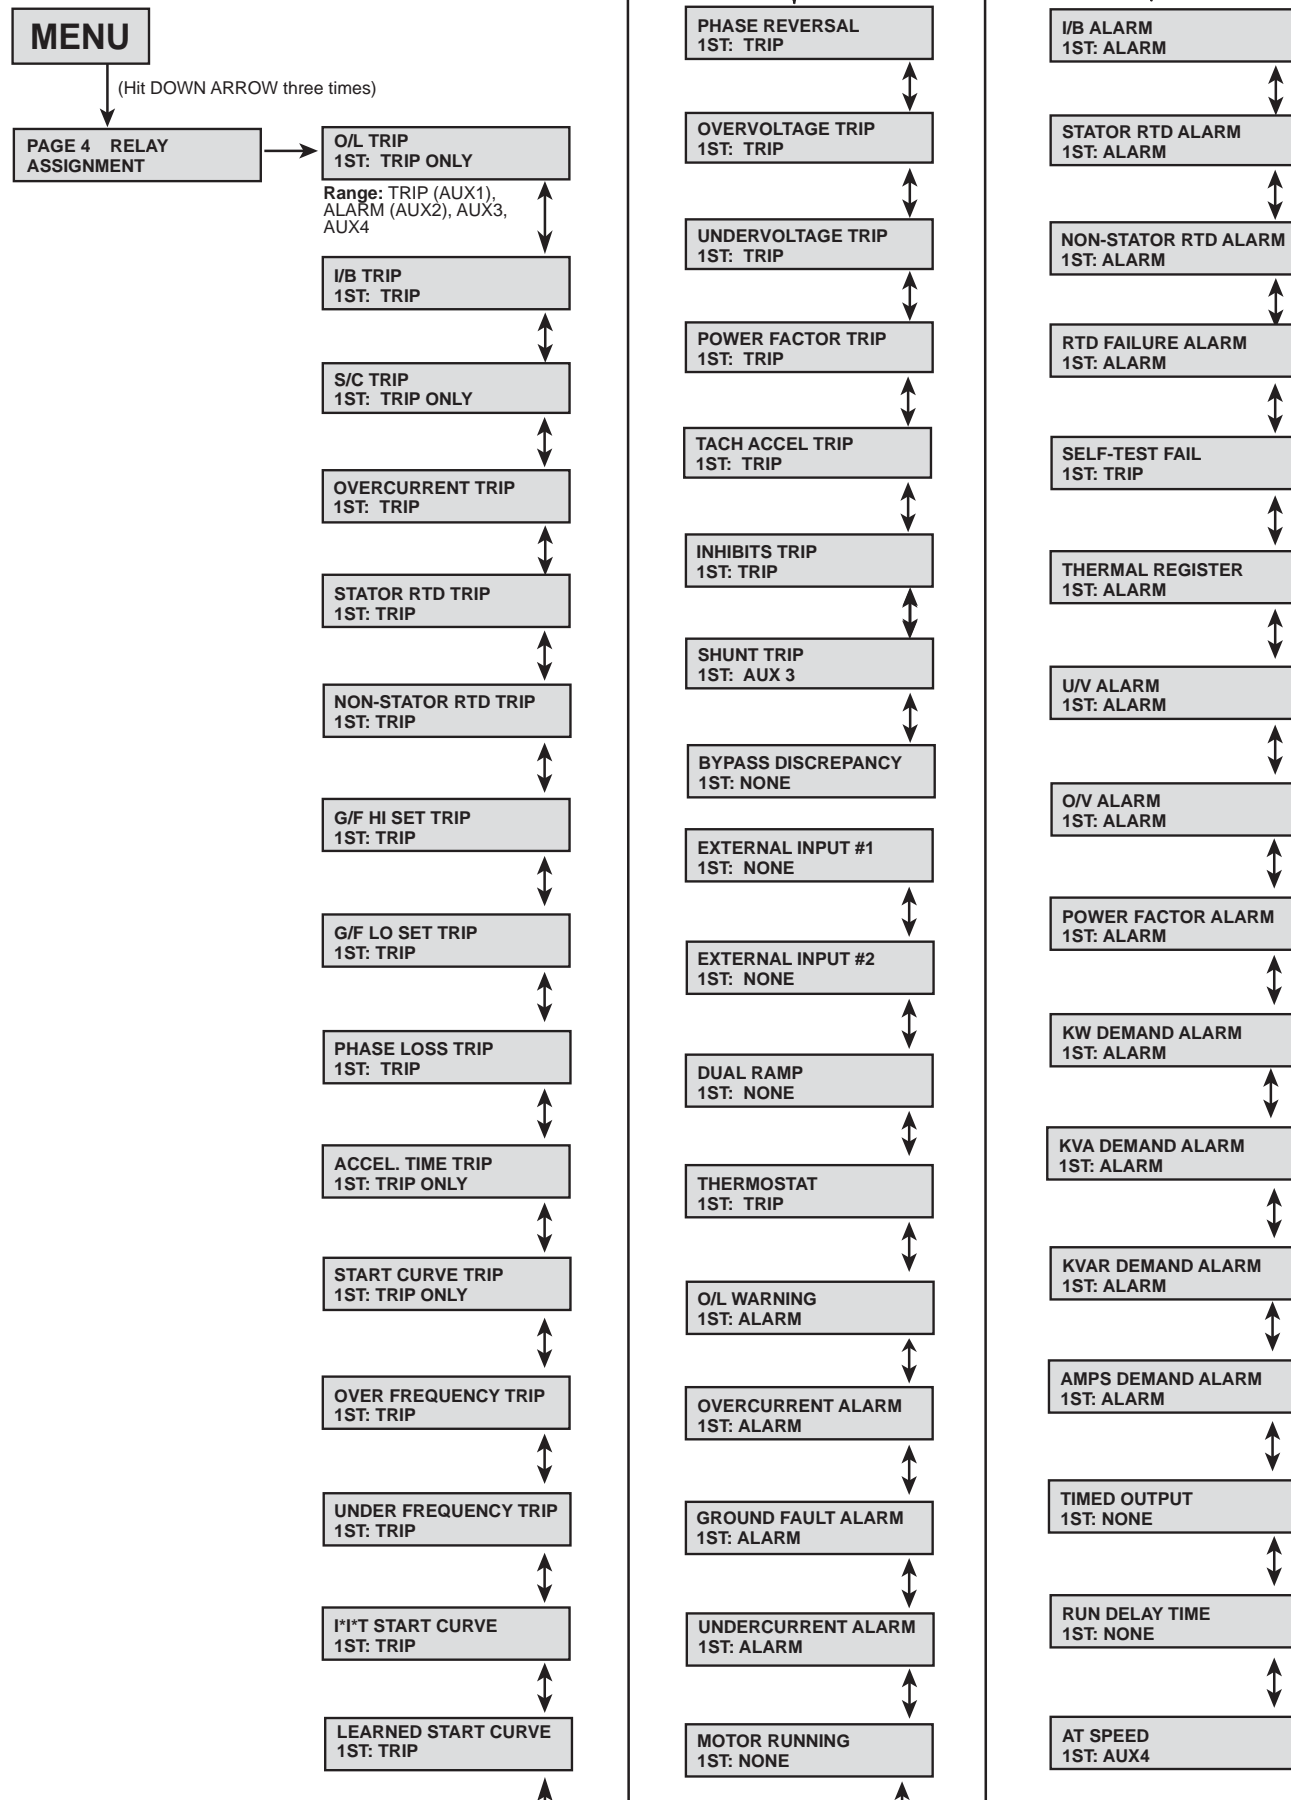 MENU
(Hit DOWN ARROW three times)
PAGE 4 RELAY
ASSIGNMENT
O/L TRIP
1ST: TRIP ONLY
Range: TRIP (AUX1),
ALARM (AUX2), AUX3,
AUX4
I/B TRIP
1ST: TRIP
S/C TRIP
1ST: TRIP ONLY
OVERCURRENT TRIP
1ST: TRIP
STATOR RTD TRIP
1ST: TRIP
NON-STATOR RTD TRIP
1ST: TRIP
G/F HI SET TRIP
1ST: TRIP
G/F LO SET TRIP
1ST: TRIP
PHASE LOSS TRIP
1ST: TRIP
ACCEL. TIME TRIP
1ST: TRIP ONLY
START CURVE TRIP
1ST: TRIP ONLY
OVER FREQUENCY TRIP
1ST: TRIP
UNDER FREQUENCY TRIP
1ST: TRIP
I*I*T START CURVE
1ST: TRIP
LEARNED START CURVE
1ST: TRIP
PHASE REVERSAL
1ST: TRIP
OVERVOLTAGE TRIP
1ST: TRIP
UNDERVOLTAGE TRIP
1ST: TRIP
POWER FACTOR TRIP
1ST: TRIP
TACH ACCEL TRIP
1ST: TRIP
INHIBITS TRIP
1ST: TRIP
SHUNT TRIP
1ST: AUX 3
BYPASS DISCREPANCY
1ST: NONE
EXTERNAL INPUT #1
1ST: NONE
EXTERNAL INPUT #2
1ST: NONE
DUAL RAMP
1ST: NONE
THERMOSTAT
1ST: TRIP
O/L WARNING
1ST: ALARM
OVERCURRENT ALARM
1ST: ALARM
GROUND FAULT ALARM
1ST: ALARM
UNDERCURRENT ALARM
1ST: ALARM
MOTOR RUNNING
1ST: NONE
I/B ALARM
1ST: ALARM
STATOR RTD ALARM
1ST: ALARM
NON-STATOR RTD ALARM
1ST: ALARM
RTD FAILURE ALARM
1ST: ALARM
SELF-TEST FAIL
1ST: TRIP
THERMAL REGISTER
1ST: ALARM
U/V ALARM
1ST: ALARM
O/V ALARM
1ST: ALARM
POWER FACTOR ALARM
1ST: ALARM
KW DEMAND ALARM
1ST: ALARM
KVA DEMAND ALARM
1ST: ALARM
KVAR DEMAND ALARM
1ST: ALARM
AMPS DEMAND ALARM
1ST: ALARM
TIMED OUTPUT
1ST: NONE
RUN DELAY TIME
1ST: NONE
AT SPEED
1ST: AUX4